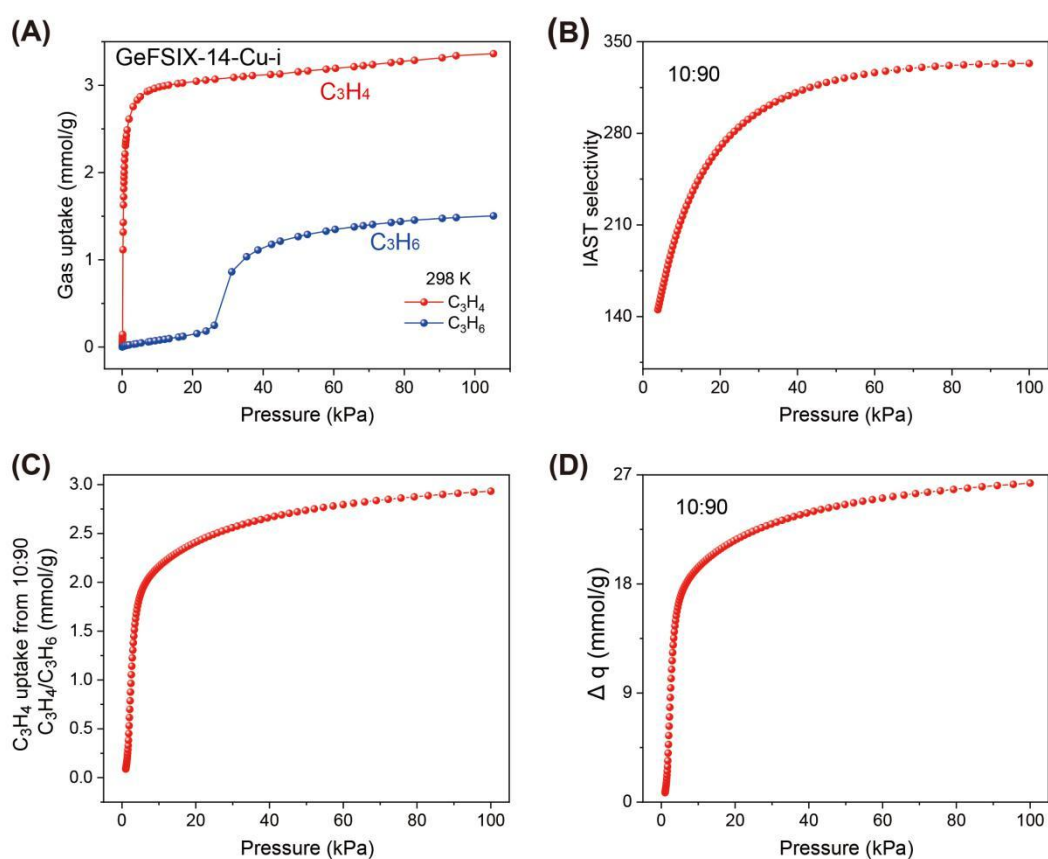 (A)
GeFSIX-14-Cu-i
3
2
1
0
Gas uptake (mmol/g)
C₃H₄
C₃H₆
298 K
C₃H₄
C₃H₆
0 20 40 60 80 100
Pressure (kPa)
(B)
10:90
350
280
210
140
IAST selectivity
0 20 40 60 80 100
Pressure (kPa)
(C)
3.0
2.5
2.0
1.5
1.0
0.5
0.0
C₃H₄ uptake from 10:90
C₃H₄/C₃H₆ (mmol/g)
0 20 40 60 80 100
Pressure (kPa)
(D)
10:90
27
18
9
0
Δ q (mmol/g)
0 20 40 60 80 100
Pressure (kPa)